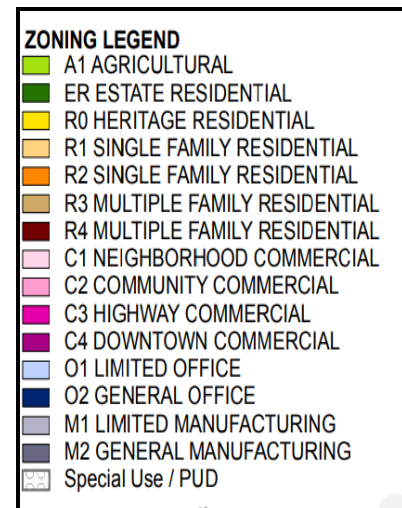 ZONING LEGEND
A1 AGRICULTURAL
ER ESTATE RESIDENTIAL
R0 HERITAGE RESIDENTIAL
R1 SINGLE FAMILY RESIDENTIAL
R2 SINGLE FAMILY RESIDENTIAL
R3 MULTIPLE FAMILY RESIDENTIAL
R4 MULTIPLE FAMILY RESIDENTIAL
C1 NEIGHBORHOOD COMMERCIAL
C2 COMMUNITY COMMERCIAL
C3 HIGHWAY COMMERCIAL
C4 DOWNTOWN COMMERCIAL
O1 LIMITED OFFICE
O2 GENERAL OFFICE
M1 LIMITED MANUFACTURING
M2 GENERAL MANUFACTURING
Special Use / PUD